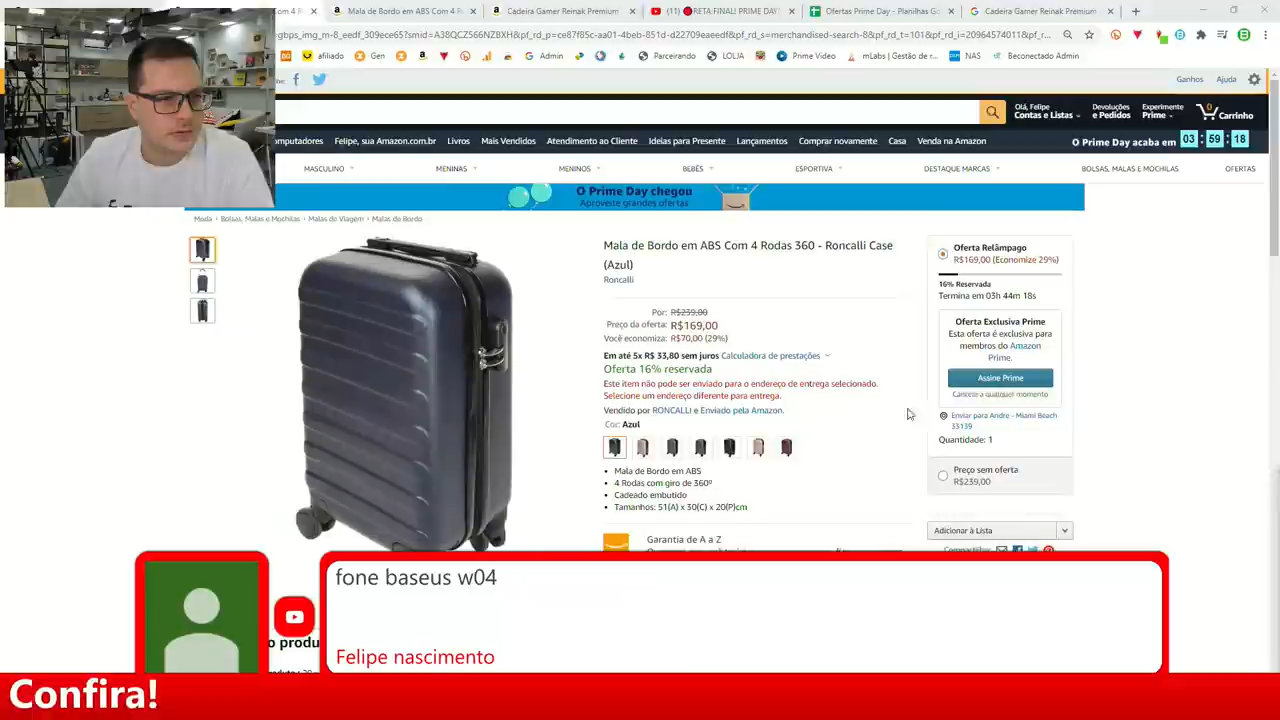 Mala de Bordo em ABS Com 4 R
Cadeira Gamer Reinak Premium
(11) 🔴RETA FINAL! PRIME DAY
Ofertas Prime Day - Planilhas Go
Cadeira Gamer Reinak Premium
afiliado
Gen
Admin
Parceirando
LOLJA
Prime Video
mLabs | Gestão de r...
NAS
Beconectado Admin
Ganhos
Ajuda
Olá, Felipe
Contas e Listas
Devoluções
e Pedidos
Experimente
Prime
0
Carrinho
omputadores
Felipe, sua Amazon.com.br
Livros
Mais Vendidos
Atendimento ao Cliente
Ideias para Presente
Lançamentos
Comprar novamente
Casa
Venda na Amazon
O Prime Day acaba em 03 : 59 : 18
MASCULINO
MENINAS
MENINOS
BEBÊS
ESPORTIVA
DESTAQUE MARCAS
BOLSAS, MALAS E MOCHILAS
OFERTAS
O Prime Day chegou
Aproveite grandes ofertas
Moda › Bolsas, Malas e Mochilas › Malas de Viagem › Malas de Bordo
Mala de Bordo em ABS Com 4 Rodas 360 - Roncalli Case
(Azul)
Roncalli
Por: R$239,00
Preço da oferta: R$169,00
Você economiza: R$70,00 (29%)
Em até 5x R$ 33,80 sem juros Calculadora de prestações
Oferta 16% reservada
Este item não pode ser enviado para o endereço de entrega selecionado.
Selecione um endereço diferente para entrega.
Vendido por RONCALLI e Enviado pela Amazon.
Cor: Azul
• Mala de Bordo em ABS
• 4 Rodas com giro de 360º
• Cadeado embutido
• Tamanhos: 51(A) x 30(C) x 20(P)cm
Garantia de A a Z
Oferta Relâmpago
R$169,00 (Economize 29%)
16% Reservada
Termina em 03h 44m 18s
Oferta Exclusiva Prime
Esta oferta é exclusiva para
membros do Amazon
Prime.
Assine Prime
Cancele a qualquer momento
Enviar para Andre - Miami Beach
33139
Quantidade: 1
Preço sem oferta
R$239,00
Adicionar à Lista
Compartilhar
fone baseus w04
o produ
Felipe nascimento
Confira!